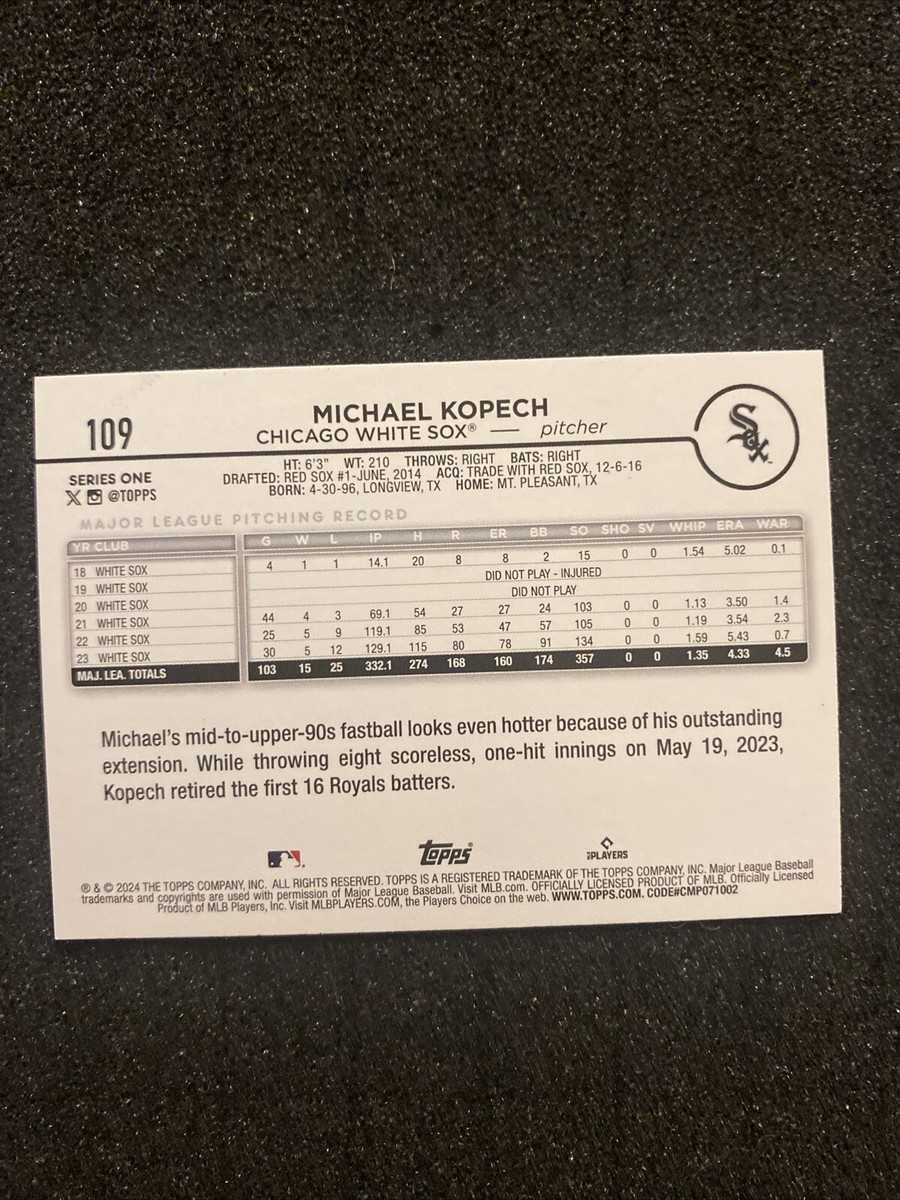 109
MICHAEL KOPECH
CHICAGO WHITE SOX® — pitcher
Sox
SERIES ONE
X @TOPPS
HT: 6'3" WT: 210 THROWS: RIGHT BATS: RIGHT
DRAFTED: RED SOX #1-JUNE, 2014 ACQ: TRADE WITH RED SOX, 12-6-16
BORN: 4-30-96, LONGVIEW, TX HOME: MT. PLEASANT, TX
MAJOR LEAGUE PITCHING RECORD
YR CLUB G W L IP H R ER BB SO SHO SV WHIP ERA WAR
18 WHITE SOX 4 1 1 14.1 20 8 8 2 15 0 0 1.54 5.02 0.1
19 WHITE SOX DID NOT PLAY - INJURED
20 WHITE SOX DID NOT PLAY
21 WHITE SOX 44 4 3 69.1 54 27 27 24 103 0 0 1.13 3.50 1.4
22 WHITE SOX 25 5 9 119.1 85 53 47 57 105 0 0 1.19 3.54 2.3
23 WHITE SOX 30 5 12 129.1 115 80 78 91 134 0 0 1.59 5.43 0.7
MAJ. LEA. TOTALS 103 15 25 332.1 274 168 160 174 357 0 0 1.35 4.33 4.5
Michael's mid-to-upper-90s fastball looks even hotter because of his outstanding
extension. While throwing eight scoreless, one-hit innings on May 19, 2023,
Kopech retired the first 16 Royals batters.
Topps®
PLAYERS
® & © 2024 THE TOPPS COMPANY, INC. ALL RIGHTS RESERVED. TOPPS IS A REGISTERED TRADEMARK OF THE TOPPS COMPANY, INC. Major League Baseball
trademarks and copyrights are used with permission of Major League Baseball. Visit MLB.com. OFFICIALLY LICENSED PRODUCT OF MLB. Officially Licensed
Product of MLB Players, Inc. Visit MLBPLAYERS.COM, the Players Choice on the web. WWW.TOPPS.COM. CODE#CMP071002